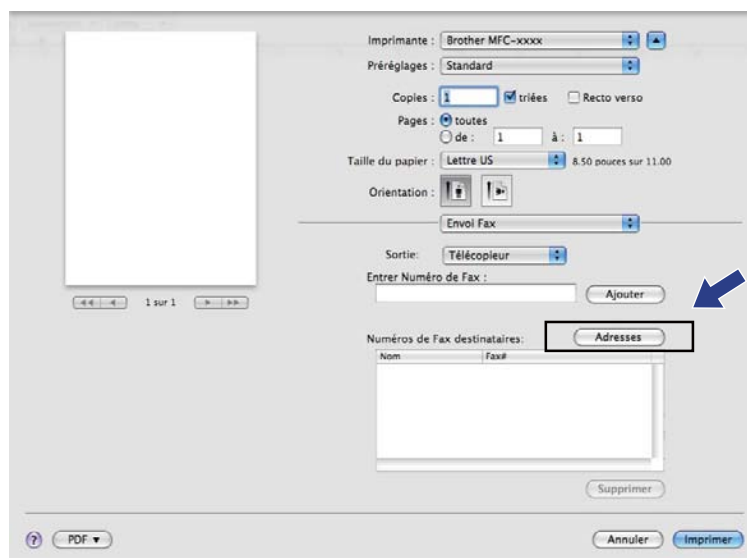 Imprimante : Brother MFC-xxxx
Préréglages : Standard
Copies : 1 triées Recto verso
Pages : toutes
de : 1 à : 1
Taille du papier : Lettre US 8.50 pouces sur 11.00
Orientation :
Envoi Fax
Sortie: Télécopieur
Entrer Numéro de Fax :
Ajouter
1 sur 1
Numéros de Fax destinataires: Adresses
Nom Fax#
Supprimer
? PDF ▼ Annuler Imprimer